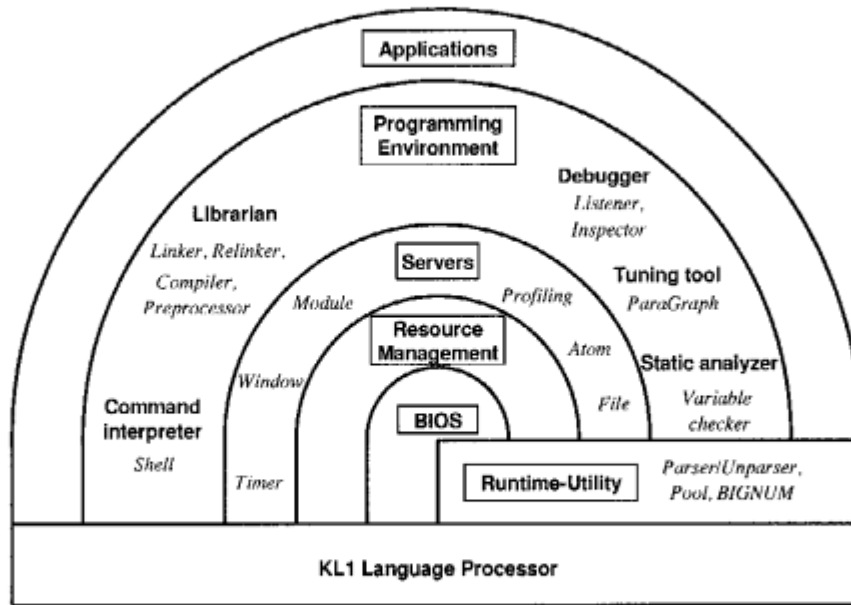 Applications
Programming
Environment
Debugger
Listener,
Inspector
Librarian
Linker, Relinker,
Compiler,
Preprocessor
Servers
Tuning tool
ParaGraph
Module
Profiling
Resource
Management
Atom
Static analyzer
Variable
checker
Window
File
Command
interpreter
Shell
BIOS
Timer
Runtime-Utility
Parser/Unparser,
Pool, BIGNUM
KL1 Language Processor